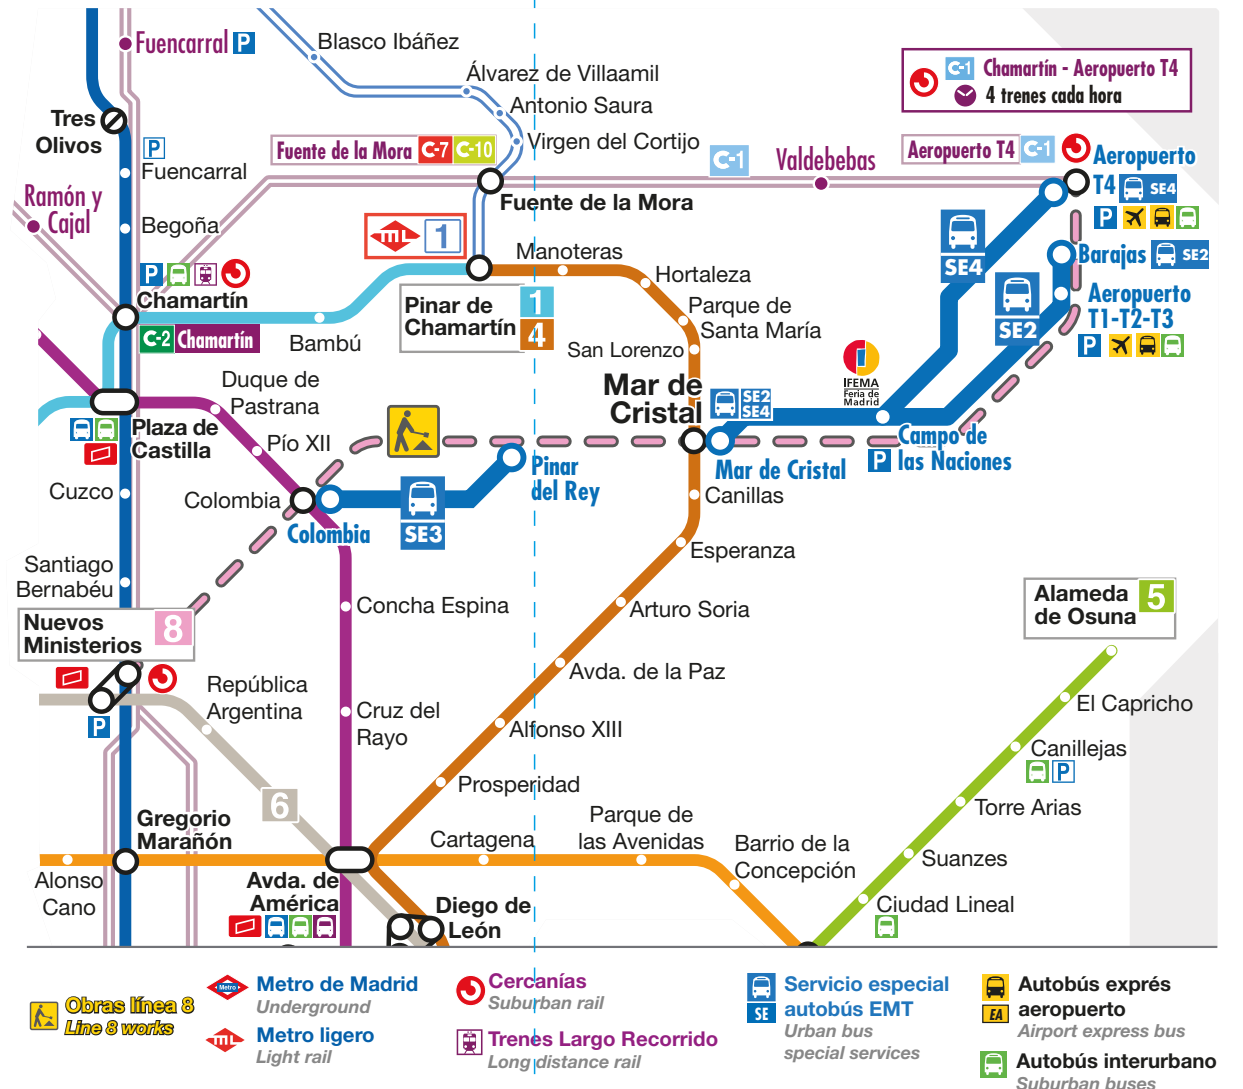 Fuencarral P
Blasco Ibáñez
Álvarez de Villaamil
Antonio Saura
Virgen del Cortijo
C-1 Chamartín - Aeropuerto T4
4 trenes cada hora
Tres
Olivos
P
Fuencarral
Begoña
Ramón y
Cajal
Fuente de la Mora C-7 C-10
C-1
Valdebebas
Aeropuerto T4 C-1
Aeropuerto
T4 SE4
P
Fuente de la Mora
ML 1
SE4
Barajas SE2
Aeropuerto
T1-T2-T3
P
SE2
P
Chamartín
C-2 Chamartín
Bambú
Pinar de
Chamartín
1
4
Manoteras
Hortaleza
Parque de
Santa María
San Lorenzo
Mar de
Cristal
SE2
SE4
IFEMA
Feria de
Madrid
Mar de Cristal
Campo de
las Naciones
P
Duque de
Pastrana
Plaza de
Castilla
Pío XII
Cuzco
Colombia
Colombia
SE3
Pinar
del Rey
Canillas
Esperanza
Santiago
Bernabéu
Nuevos
Ministerios
8
P
Concha Espina
Arturo Soria
Alameda
de Osuna
5
República
Argentina
Cruz del
Rayo
Avda. de la Paz
Alfonso XIII
Prosperidad
El Capricho
Canillejas
P
Torre Arias
Suanzes
Ciudad Lineal
6
Gregorio
Marañón
Alonso
Cano
Cartagena
Parque de
las Avenidas
Barrio de la
Concepción
Avda. de
América
Diego de
León
Obras línea 8
Line 8 works
Metro
Metro de Madrid
Underground
ML
Metro ligero
Light rail
Cercanías
Suburban rail
Trenes Largo Recorrido
Long distance rail
SE
Servicio especial
autobús EMT
Urban bus
special services
EA
Autobús exprés
aeropuerto
Airport express bus
Autobús interurbano
Suburban buses